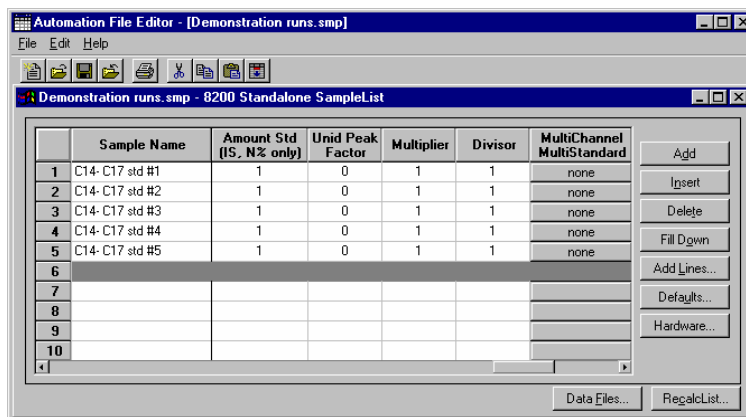 Automation File Editor - [Demonstration runs.smp]
File Edit Help
Demonstration runs.smp - 8200 Standalone SampleList
Sample Name Amount Std (IS, N% only) Unid Peak Factor Multiplier Divisor MultiChannel MultiStandard
1 C14- C17 std #1 1 0 1 1 none
2 C14- C17 std #2 1 0 1 1 none
3 C14- C17 std #3 1 0 1 1 none
4 C14- C17 std #4 1 0 1 1 none
5 C14- C17 std #5 1 0 1 1 none
6
7
8
9
10
Add
Insert
Delete
Fill Down
Add Lines...
Defaults...
Hardware...
Data Files... RecalcList...